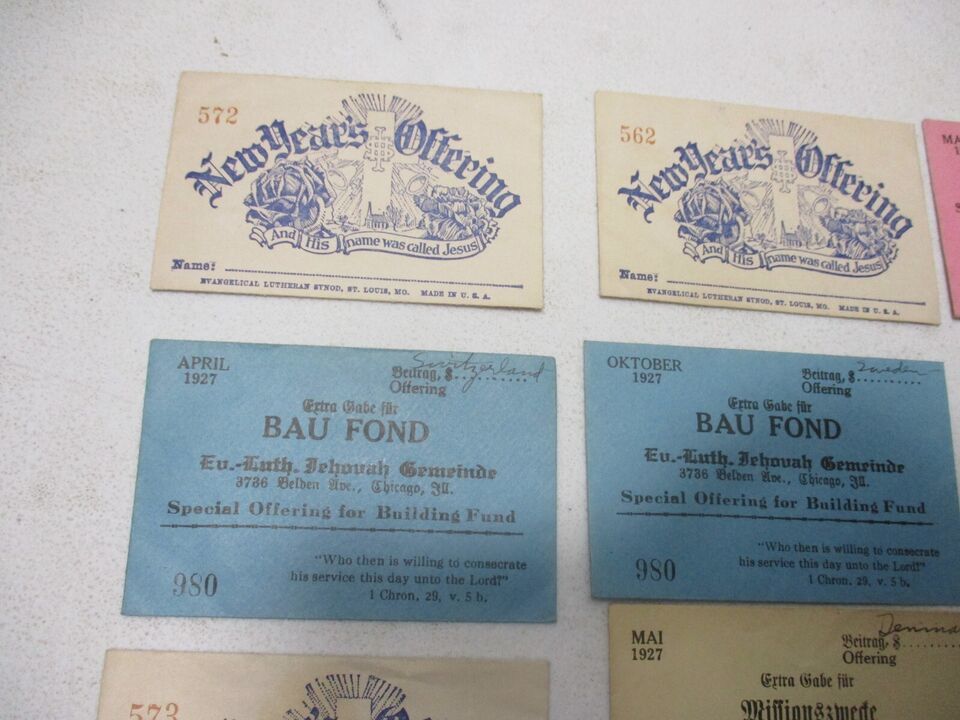 572
New Year's Offering
And His name was called Jesus
Name:
EVANGELICAL LUTHERAN SYNOD, ST. LOUIS, MO. MADE IN U. S. A.
562
New Year's Offering
And His name was called Jesus
Name:
EVANGELICAL LUTHERAN SYNOD, ST. LOUIS, MO. MADE IN U. S. A.
APRIL
1927
Switzerland
Beitrag, $..........
Offering
Extra Gabe für
BAU FOND
Ev.-Luth. Jehovah Gemeinde
3736 Belden Ave., Chicago, Ill.
Special Offering for Building Fund
"Who then is willing to consecrate
his service this day unto the Lord?"
1 Chron. 29, v. 5 b.
980
OKTOBER
1927
Sweden
Beitrag, $..........
Offering
Extra Gabe für
BAU FOND
Ev.-Luth. Jehovah Gemeinde
3736 Belden Ave., Chicago, Ill.
Special Offering for Building Fund
"Who then is willing to consecrate
his service this day unto the Lord?"
1 Chron. 29, v. 5 b.
980
573
MAI
1927
Beitrag, $..........
Offering
Extra Gabe für
Missionszwecke